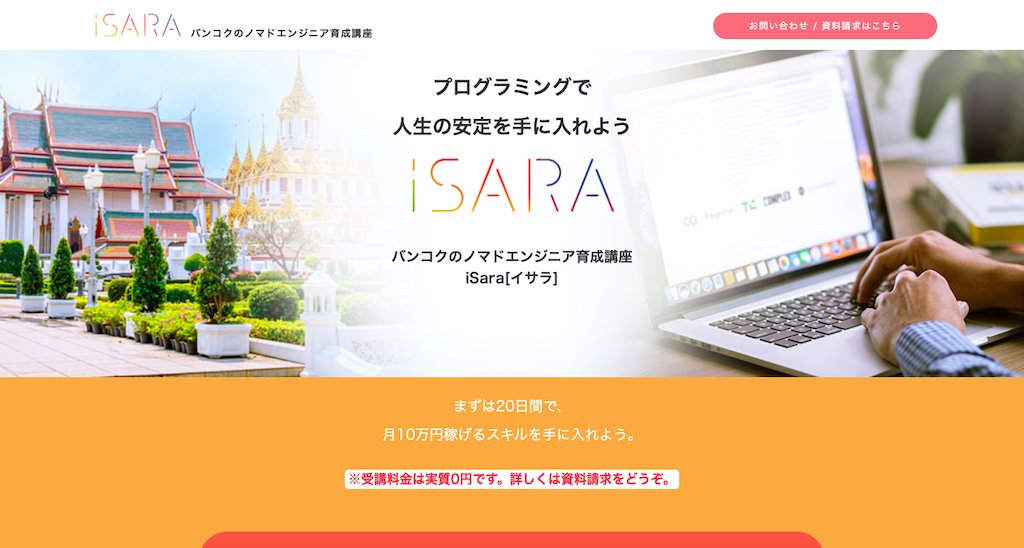 iSARA バンコクのノマドエンジニア育成講座
お問い合わせ / 資料請求はこちら
プログラミングで
人生の安定を手に入れよう
iSARA
バンコクのノマドエンジニア育成講座
iSara[イサラ]
GQ Esquire TC COMPLEX
まずは20日間で、
月10万円稼げるスキルを手に入れよう。
※受講料金は実質0円です。詳しくは資料請求をどうぞ。